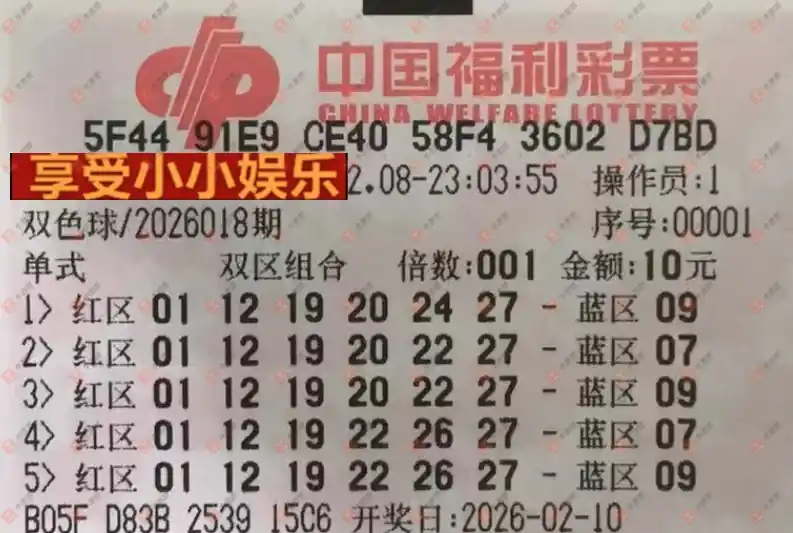 中国福利彩票
CHINA WELFARE LOTTERY
5F44 91E9 CE40 58F4 3602 D7BD
享受小小娱乐 2.08-23:03:55 操作员:1
双色球/2026018期 序号:00001
单式 双区组合 倍数:001 金额:10元
1> 红区 01 12 19 20 24 27 - 蓝区 09
2> 红区 01 12 19 20 22 27 - 蓝区 07
3> 红区 01 12 19 20 22 27 - 蓝区 09
4> 红区 01 12 19 22 26 27 - 蓝区 07
5> 红区 01 12 19 22 26 27 - 蓝区 09
B05F D83B 2539 15C6 开奖日:2026-02-10